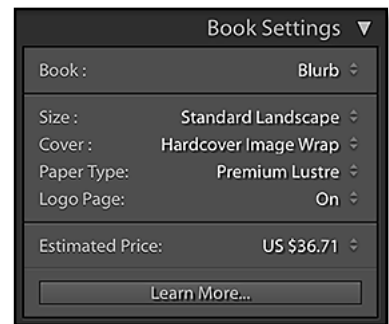 Book Settings ▼
Book : Blurb
Size : Standard Landscape
Cover : Hardcover Image Wrap
Paper Type: Premium Lustre
Logo Page: On
Estimated Price: US $36.71
Learn More...